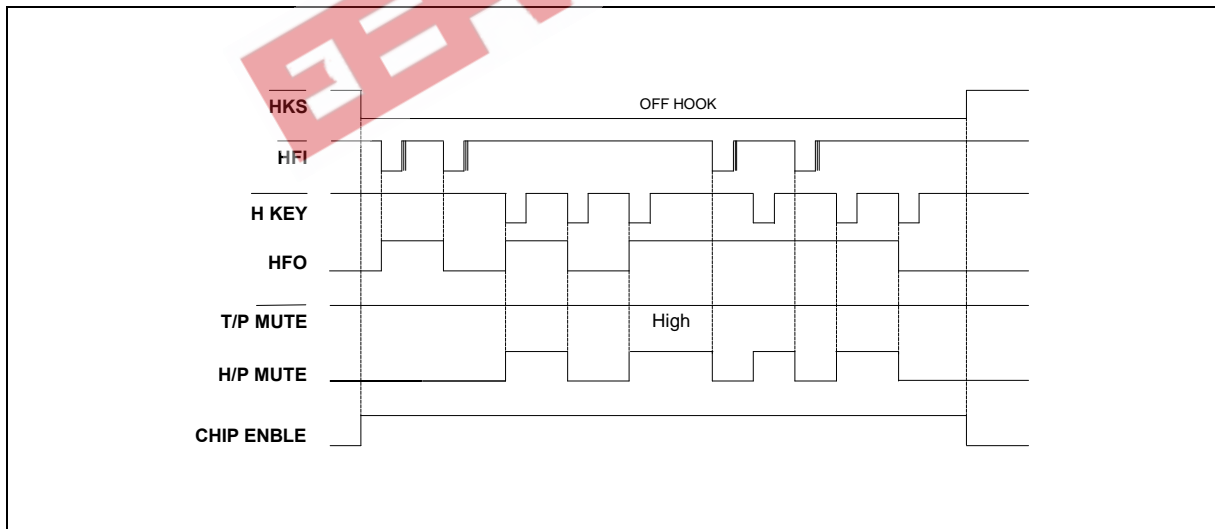 HKS
OFF HOOK
HFI
H KEY
HFO
T/P MUTE
High
H/P MUTE
CHIP ENBLE